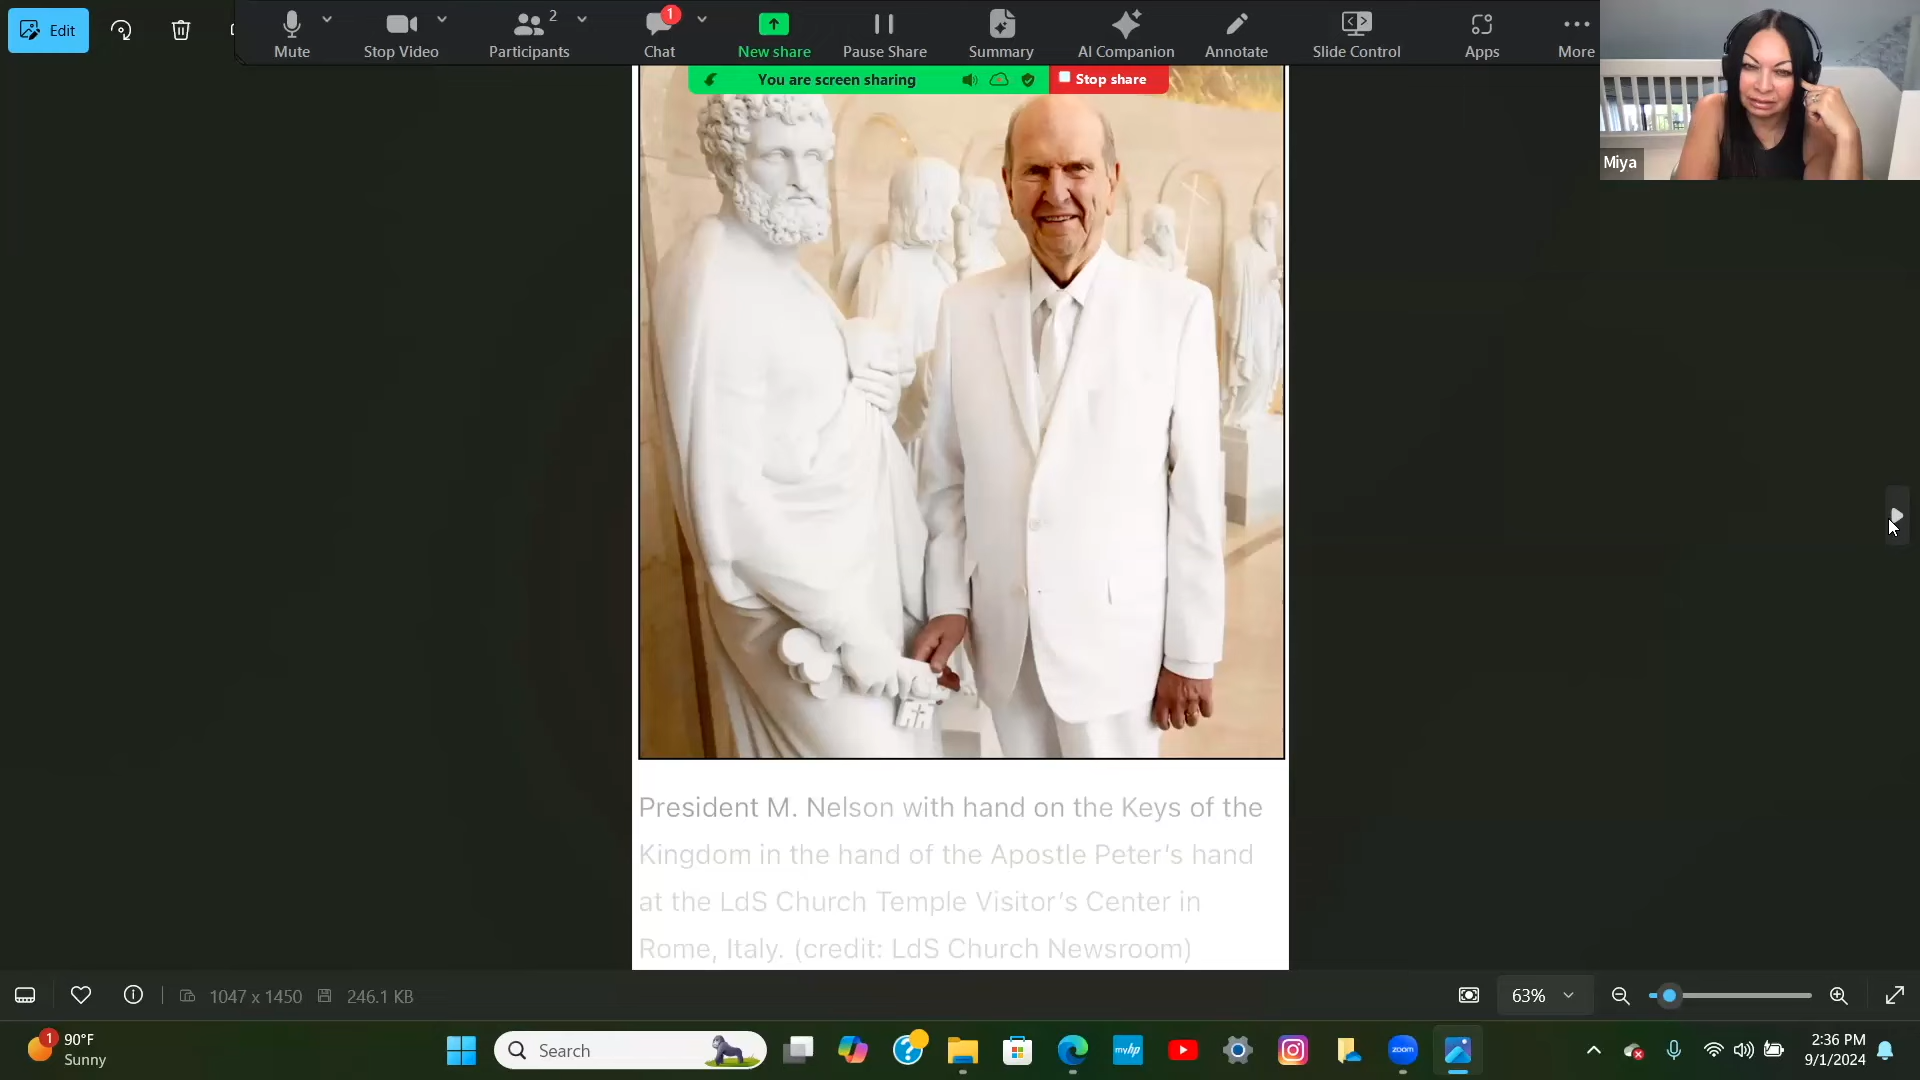 Edit
Mute
Stop Video
Participants
2
Chat
1
New share
Pause Share
Summary
AI Companion
Annotate
Slide Control
Apps
More
You are screen sharing
Stop share
Miya
President M. Nelson with hand on the Keys of the
Kingdom in the hand of the Apostle Peter's hand
at the LdS Church Temple Visitor's Center in
Rome, Italy. (credit: LdS Church Newsroom)
1047 x 1450
246.1 KB
63%
1
90°F
Sunny
Search
myhp
zoom
2:36 PM
9/1/2024